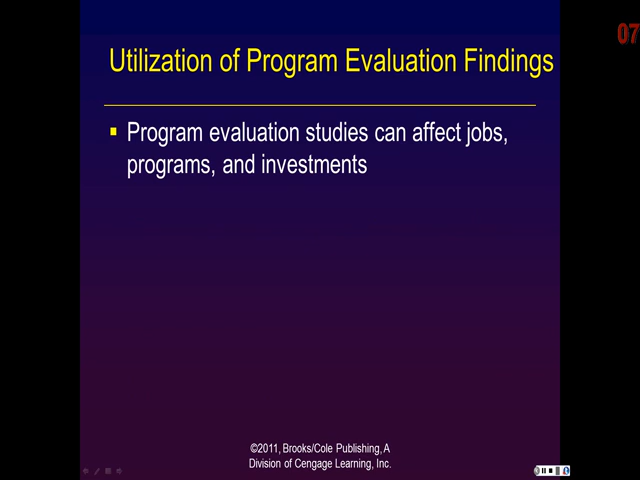 Utilization of Program Evaluation Findings
07
▪ Program evaluation studies can affect jobs,
programs, and investments
©2011, Brooks/Cole Publishing, A
Division of Cengage Learning, Inc.